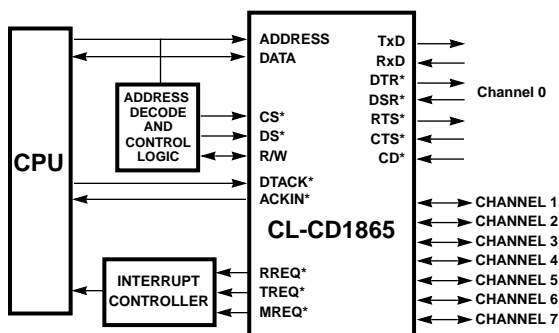 CPU
ADDRESS
DECODE
AND
CONTROL
LOGIC
INTERRUPT
CONTROLLER
ADDRESS
DATA
CS*
DS*
R/W
DTACK*
ACKIN*
CL-CD1865
RREQ*
TREQ*
MREQ*
TxD
RxD
DTR*
DSR*
RTS*
CTS*
CD*
Channel 0
CHANNEL 1
CHANNEL 2
CHANNEL 3
CHANNEL 4
CHANNEL 5
CHANNEL 6
CHANNEL 7